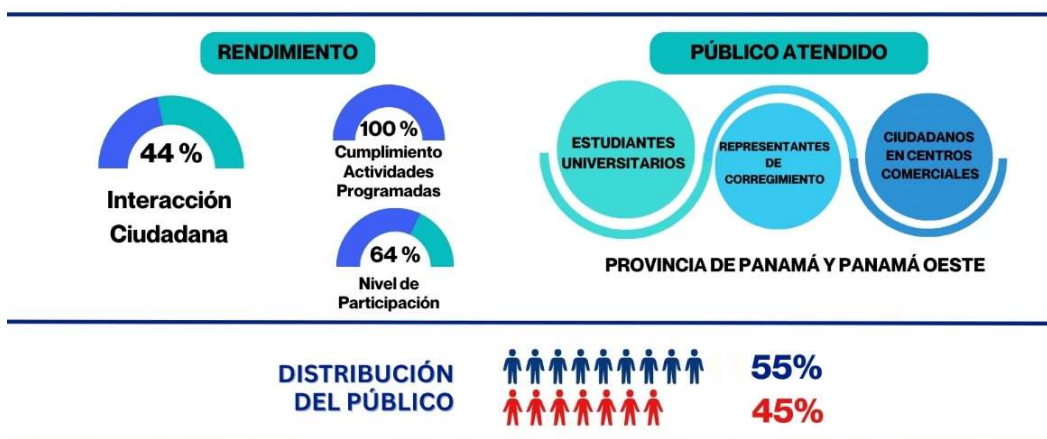 RENDIMIENTO
44 %
Interacción
Ciudadana
100 %
Cumplimiento
Actividades
Programadas
64 %
Nivel de
Participación
PÚBLICO ATENDIDO
ESTUDIANTES
UNIVERSITARIOS
REPRESENTANTES
DE
CORREGIMIENTO
CIUDADANOS
EN CENTROS
COMERCIALES
PROVINCIA DE PANAMÁ Y PANAMÁ OESTE
DISTRIBUCIÓN
DEL PÚBLICO
55%
45%